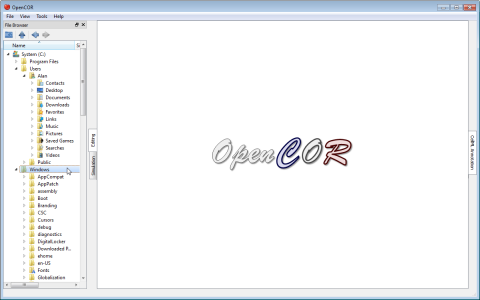 OpenCOR
File View Tools Help
File Browser
Name
System (C:)
Program Files
Users
Alan
Contacts
Desktop
Documents
Downloads
Favorites
Links
Music
Pictures
Saved Games
Searches
Videos
Public
Windows
AppCompat
AppPatch
assembly
Boot
Branding
CSC
Cursors
debug
diagnostics
DigitalLocker
Downloaded P...
ehome
en-US
Fonts
Globalization
Editing
Simulation
OpenCOR
CellML Annotation